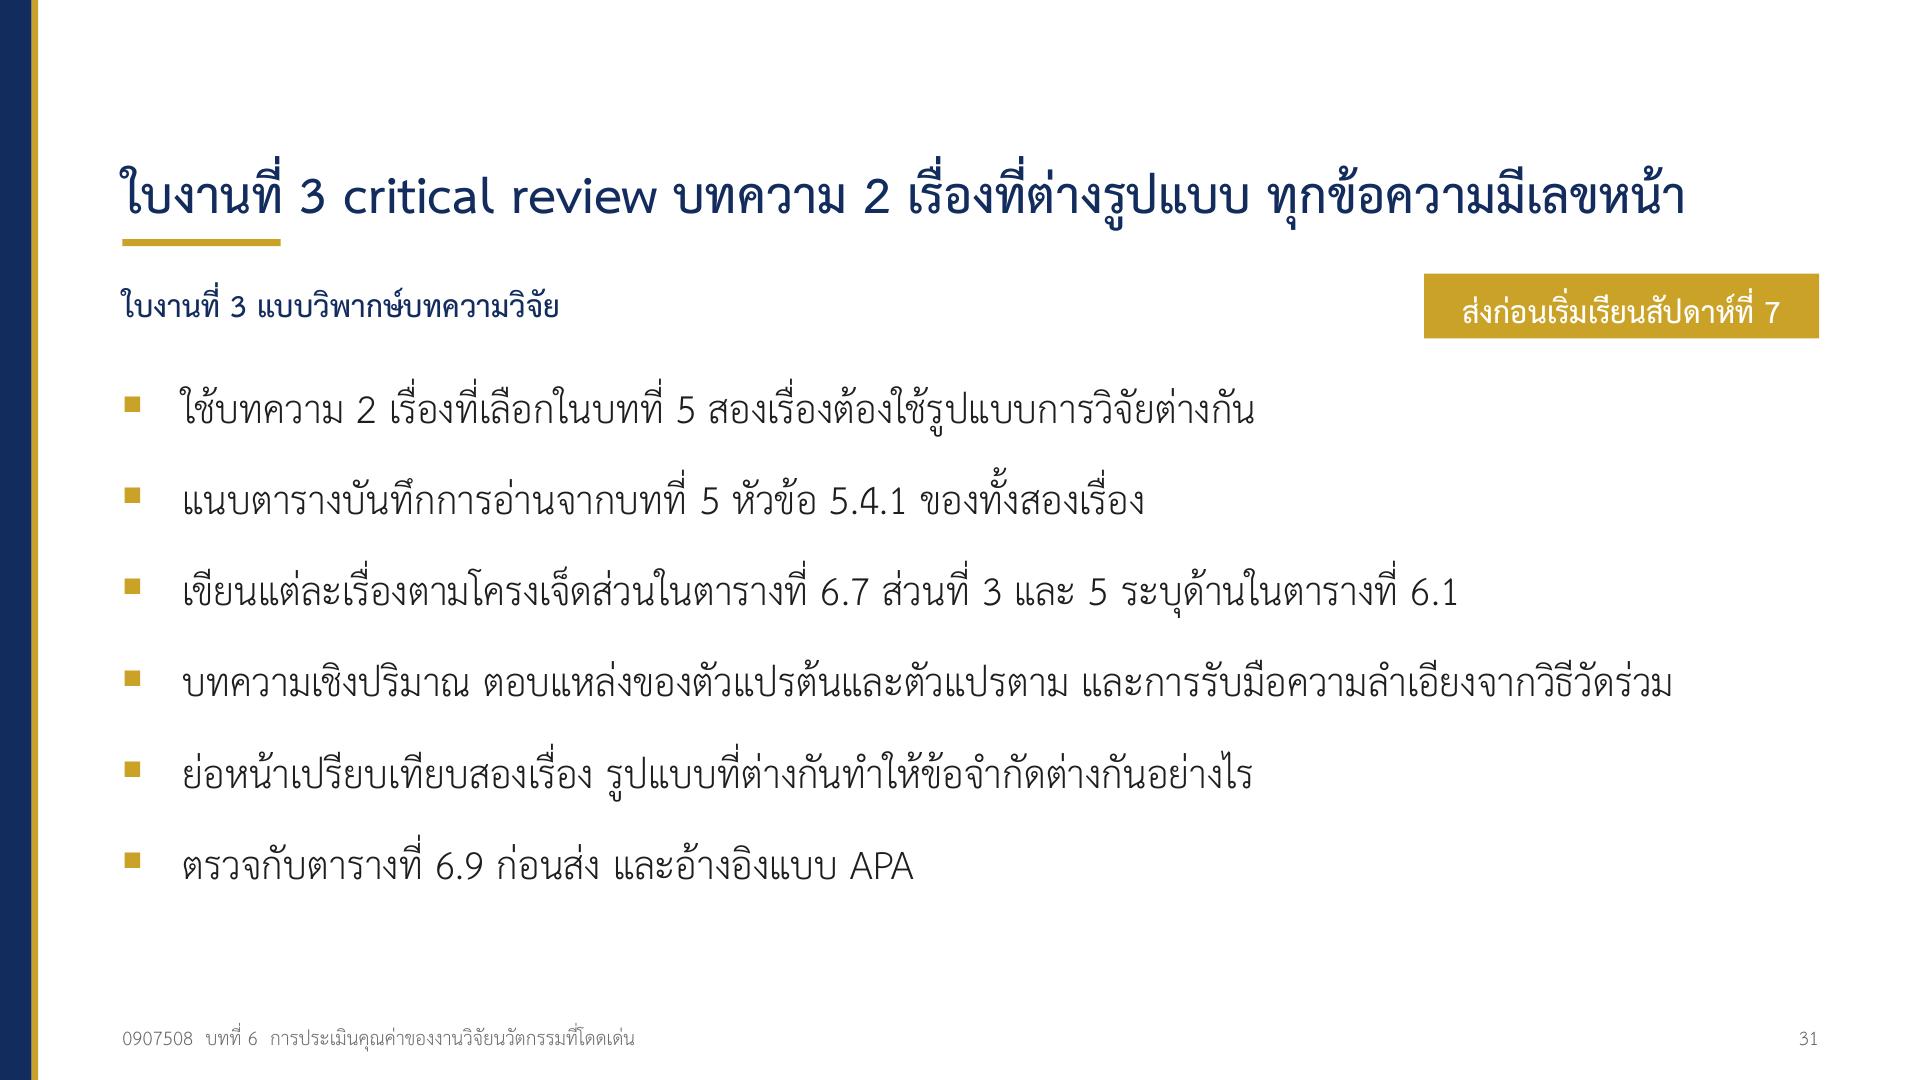 ใบงานที่ 3 critical review บทความ 2 เรื่องที่ต่างรูปแบบ ทุกข้อความมีเลขหน้า
ใบงานที่ 3 แบบวิพากษ์บทความวิจัย
ส่งก่อนเริ่มเรียนสัปดาห์ที่ 7
▪ ใช้บทความ 2 เรื่องที่เลือกในบทที่ 5 สองเรื่องต้องใช้รูปแบบการวิจัยต่างกัน
▪ แนบตารางบันทึกการอ่านจากบทที่ 5 หัวข้อ 5.4.1 ของทั้งสองเรื่อง
▪ เขียนแต่ละเรื่องตามโครงเจ็ดส่วนในตารางที่ 6.7 ส่วนที่ 3 และ 5 ระบุด้านในตารางที่ 6.1
▪ บทความเชิงปริมาณ ตอบแหล่งของตัวแปรต้นและตัวแปรตาม และการรับมือความลำเอียงจากวิธีวัดร่วม
▪ ย่อหน้าเปรียบเทียบสองเรื่อง รูปแบบที่ต่างกันทำให้ข้อจำกัดต่างกันอย่างไร
▪ ตรวจกับตารางที่ 6.9 ก่อนส่ง และอ้างอิงแบบ APA
0907508 บทที่ 6 การประเมินคุณค่าของงานวิจัยนวัตกรรมที่โดดเด่น
31